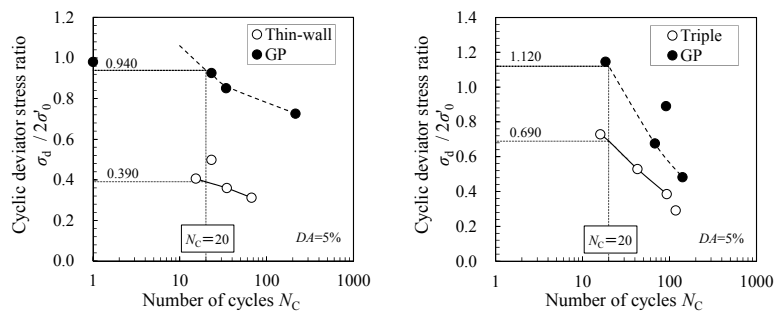 Cyclic deviator stress ratio
σd / 2σ'0
1.2
1.0
0.8
0.6
0.4
0.2
0.0
0.940
0.390
Thin-wall
GP
NC=20
DA=5%
1 10 100 1000
Number of cycles NC
Cyclic deviator stress ratio
σd / 2σ'0
1.4
1.2
1.0
0.8
0.6
0.4
0.2
0.0
1.120
0.690
Triple
GP
NC=20
DA=5%
1 10 100 1000
Number of cycles NC